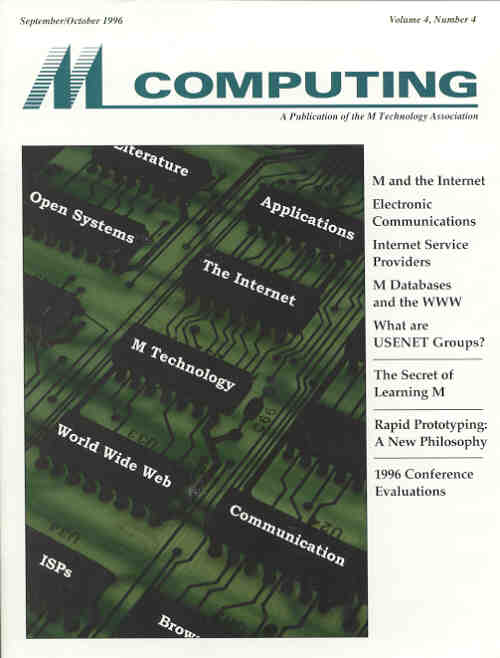 September/October 1996
Volume 4, Number 4
M COMPUTING
A Publication of the M Technology Association
Literature
Open Systems
Applications
The Internet
M Technology
World Wide Web
Communication
ISPs
Brow
M and the Internet
Electronic
Communications
Internet Service
Providers
M Databases
and the WWW
What are
USENET Groups?
The Secret of
Learning M
Rapid Prototyping:
A New Philosophy
1996 Conference
Evaluations